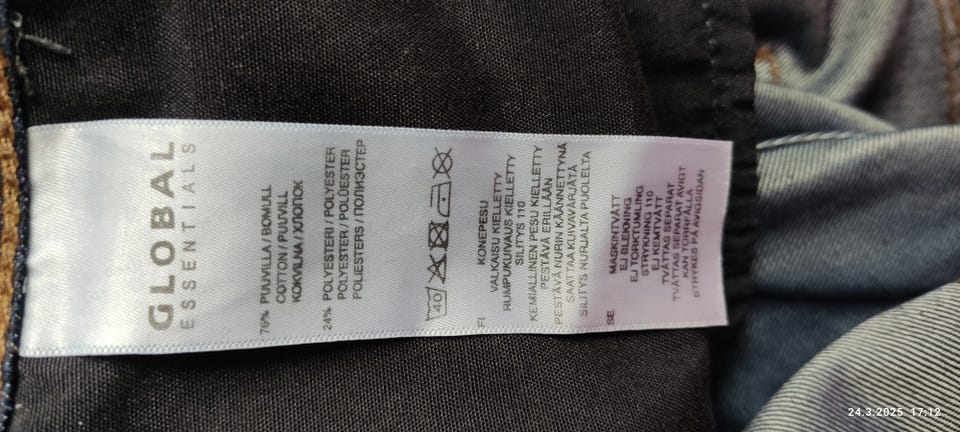 GLOBAL
ESSENTIALS
76% PUUVILLA / BOMULL
COTTON / PUUVILL
KOKVILNA / ХЛОПОК
24% POLYESTERI / POLYESTER
POLYESTER / POLÜESTER
POLIESTERS / ПОЛИЭСТЕР
40
FI
KONEPESU
VALKAISU KIELLETTY
RUMPUKUIVAUS KIELLETTY
SILITYS 110
KEMIALLINEN PESU KIELLETTY
PESTÄVÄ ERILLÄÄN
PESTÄVÄ NURIN KÄÄNNETTYNÄ
SAATTAA KUIVAVÄRJÄTÄ
SILITYS NURJALTA PUOLELTA
SE
MASKINTVÄTT
EJ BLEKNING
EJ TORKTUMLING
STRYKNING 110
EJ KEMTVÄTT
TVÄTTAS SEPARAT
TVÄTTAS SEPARAT AVIGT
KAN TORRFÄLLA
STRYKES PÅ AVIGSIDAN
24.3.2025 17:12